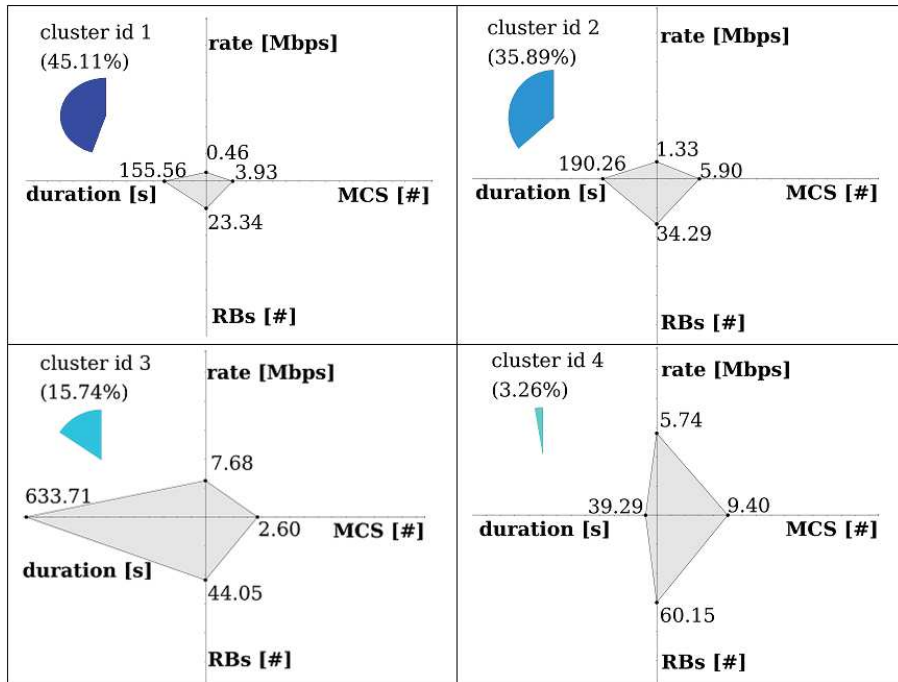 cluster id 1
(45.11%)
rate [Mbps]
0.46
155.56
3.93
duration [s]
MCS [#]
23.34
RBs [#]
cluster id 2
(35.89%)
rate [Mbps]
1.33
190.26
5.90
duration [s]
MCS [#]
34.29
RBs [#]
cluster id 3
(15.74%)
rate [Mbps]
7.68
633.71
2.60
MCS [#]
duration [s]
44.05
RBs [#]
cluster id 4
(3.26%)
rate [Mbps]
5.74
39.29
9.40
duration [s]
MCS [#]
60.15
RBs [#]